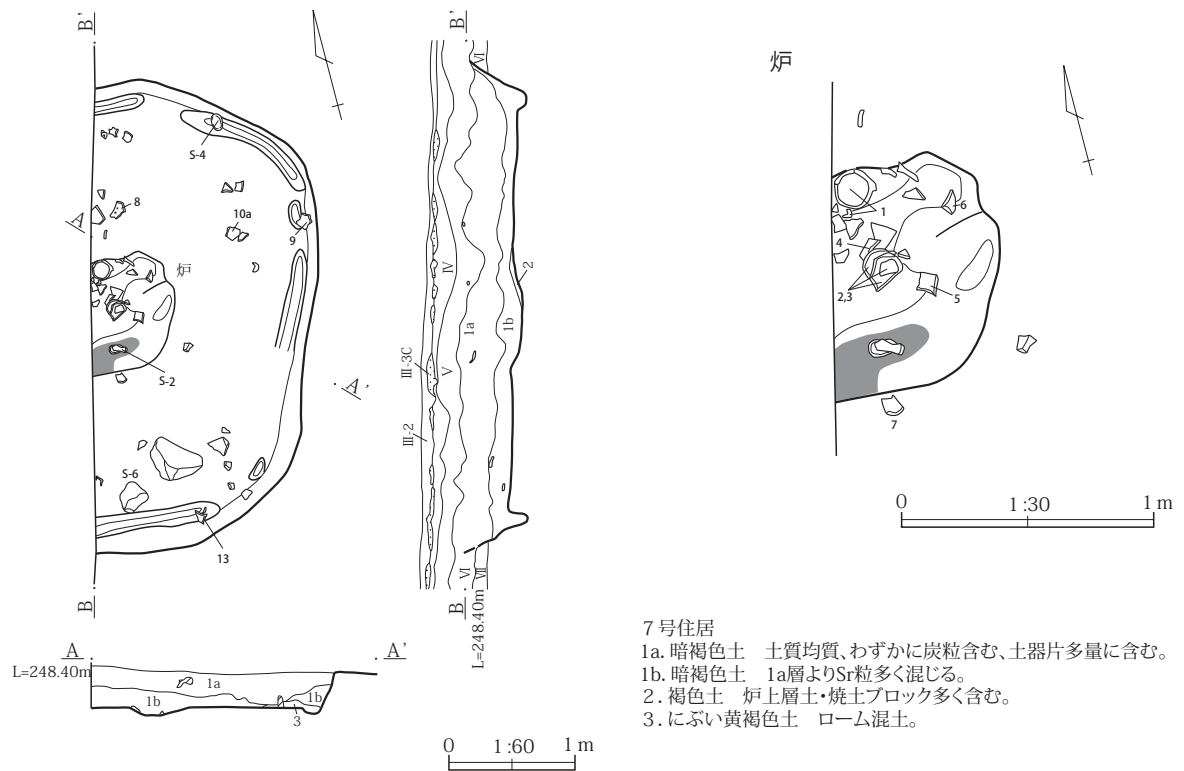 B'
S-4
8
A
10a
9
炉
S-2
A'
S-6
13
B
B'
Ⅵ
Ⅳ
2
1a
1b
Ⅲ-3C
Ⅴ
Ⅲ-2
Ⅵ
Ⅶ
B
L=248.40m
A
A'
L=248.40m
1a
1b
1b
3
0
1:60
1 m
炉
1
6
4
2,3
5
7
0
1:30
1 m
7号住居
1a. 暗褐色土　土質均質、わずかに炭粒含む、土器片多量に含む。
1b. 暗褐色土　1a層よりSr粒多く混じる。
2. 褐色土　炉上層土・焼土ブロック多く含む。
3. にぶい黄褐色土　ローム混土。